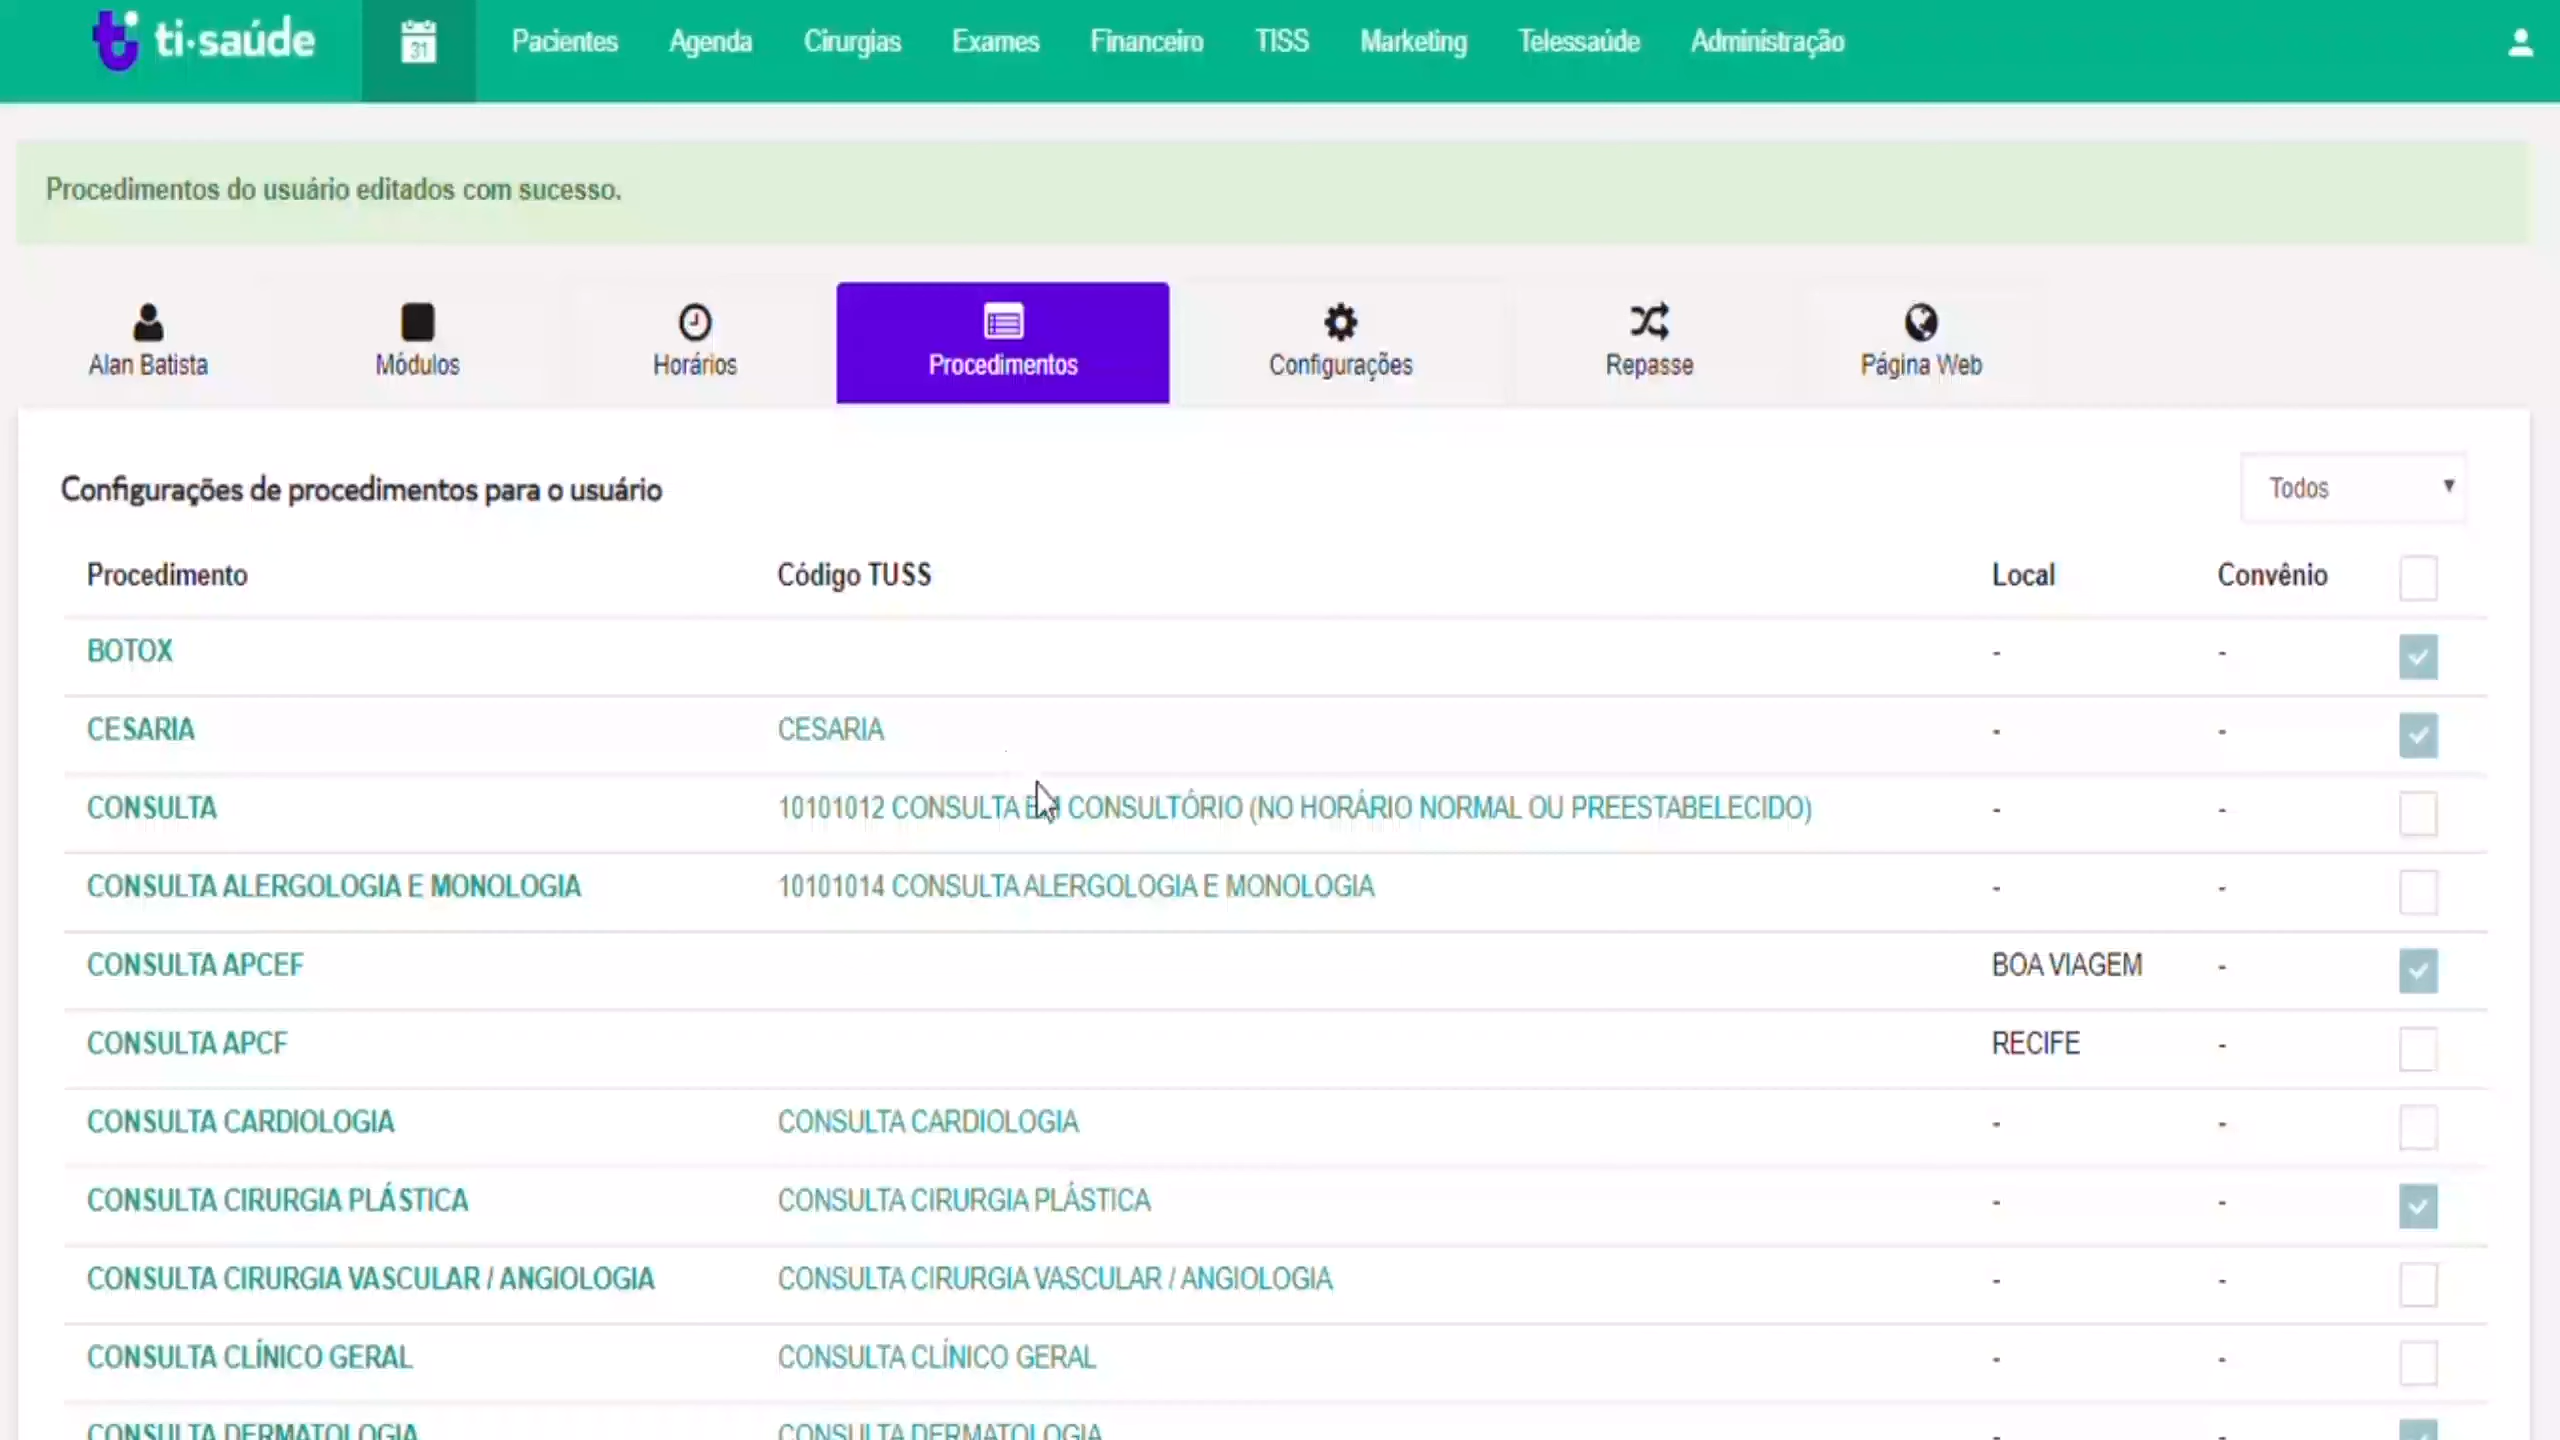 ti·saúde 31 Pacientes Agenda Cirurgias Exames Financeiro TISS Marketing Telessaúde Administração
Procedimentos do usuário editados com sucesso.
Alan Batista Módulos Horários Procedimentos Configurações Repasse Página Web
Configurações de procedimentos para o usuário Todos
Procedimento Código TUSS Local Convênio
BOTOX - -
CESARIA CESARIA - -
CONSULTA 10101012 CONSULTA EM CONSULTÓRIO (NO HORÁRIO NORMAL OU PREESTABELECIDO) - -
CONSULTA ALERGOLOGIA E MONOLOGIA 10101014 CONSULTA ALERGOLOGIA E MONOLOGIA - -
CONSULTA APCEF BOA VIAGEM -
CONSULTA APCF RECIFE -
CONSULTA CARDIOLOGIA CONSULTA CARDIOLOGIA - -
CONSULTA CIRURGIA PLÁSTICA CONSULTA CIRURGIA PLÁSTICA - -
CONSULTA CIRURGIA VASCULAR / ANGIOLOGIA CONSULTA CIRURGIA VASCULAR / ANGIOLOGIA - -
CONSULTA CLÍNICO GERAL CONSULTA CLÍNICO GERAL - -
CONSULTA DERMATOLOGIA CONSULTA DERMATOLOGIA - -